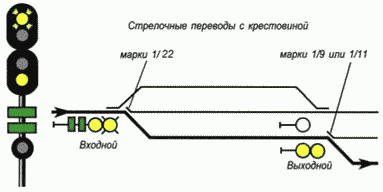 Стрелочные переводы с крестовиной
марки 1/22
марки 1/9 или 1/11
Входной
Выходной